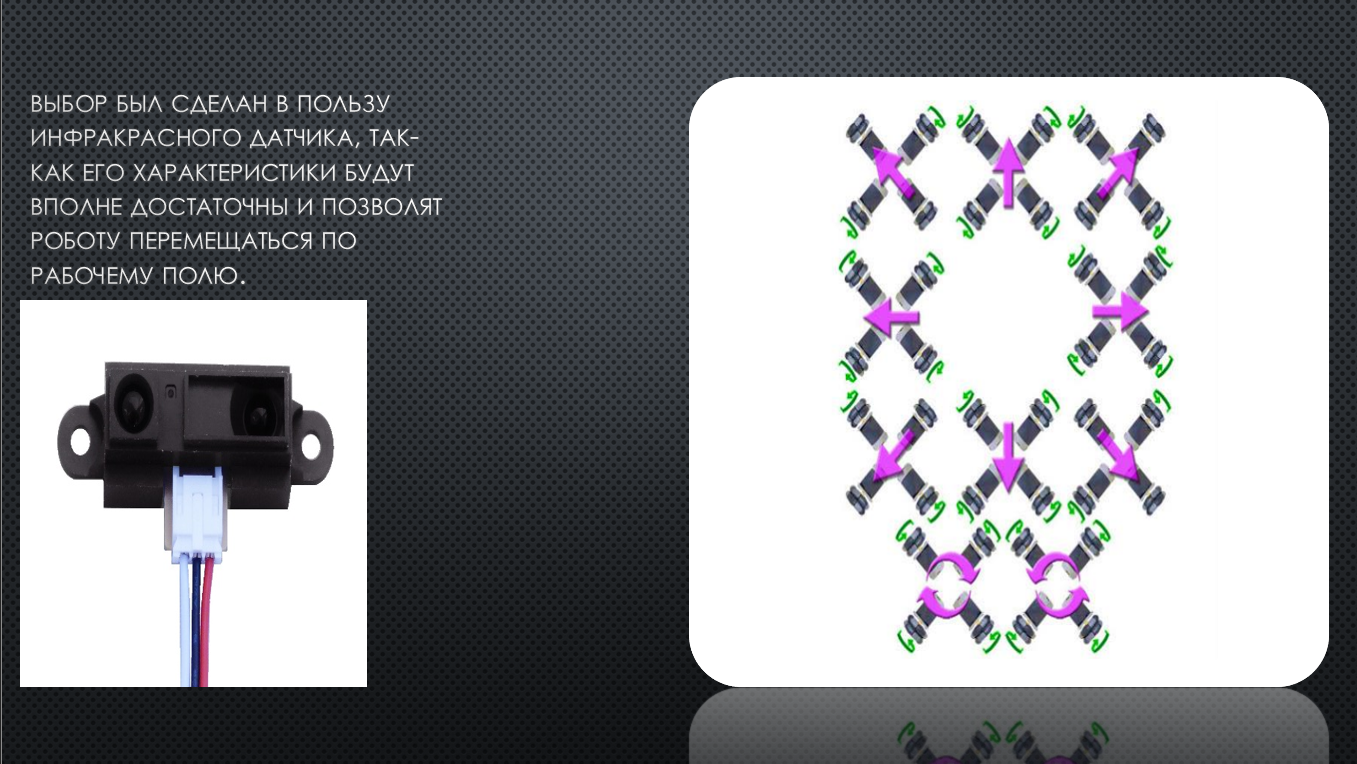 ВЫБОР БЫЛ СДЕЛАН В ПОЛЬЗУ
ИНФРАКРАСНОГО ДАТЧИКА, ТАК-
КАК ЕГО ХАРАКТЕРИСТИКИ БУДУТ
ВПОЛНЕ ДОСТАТОЧНЫ И ПОЗВОЛЯТ
РОБОТУ ПЕРЕМЕЩАТЬСЯ ПО
РАБОЧЕМУ ПОЛЮ.